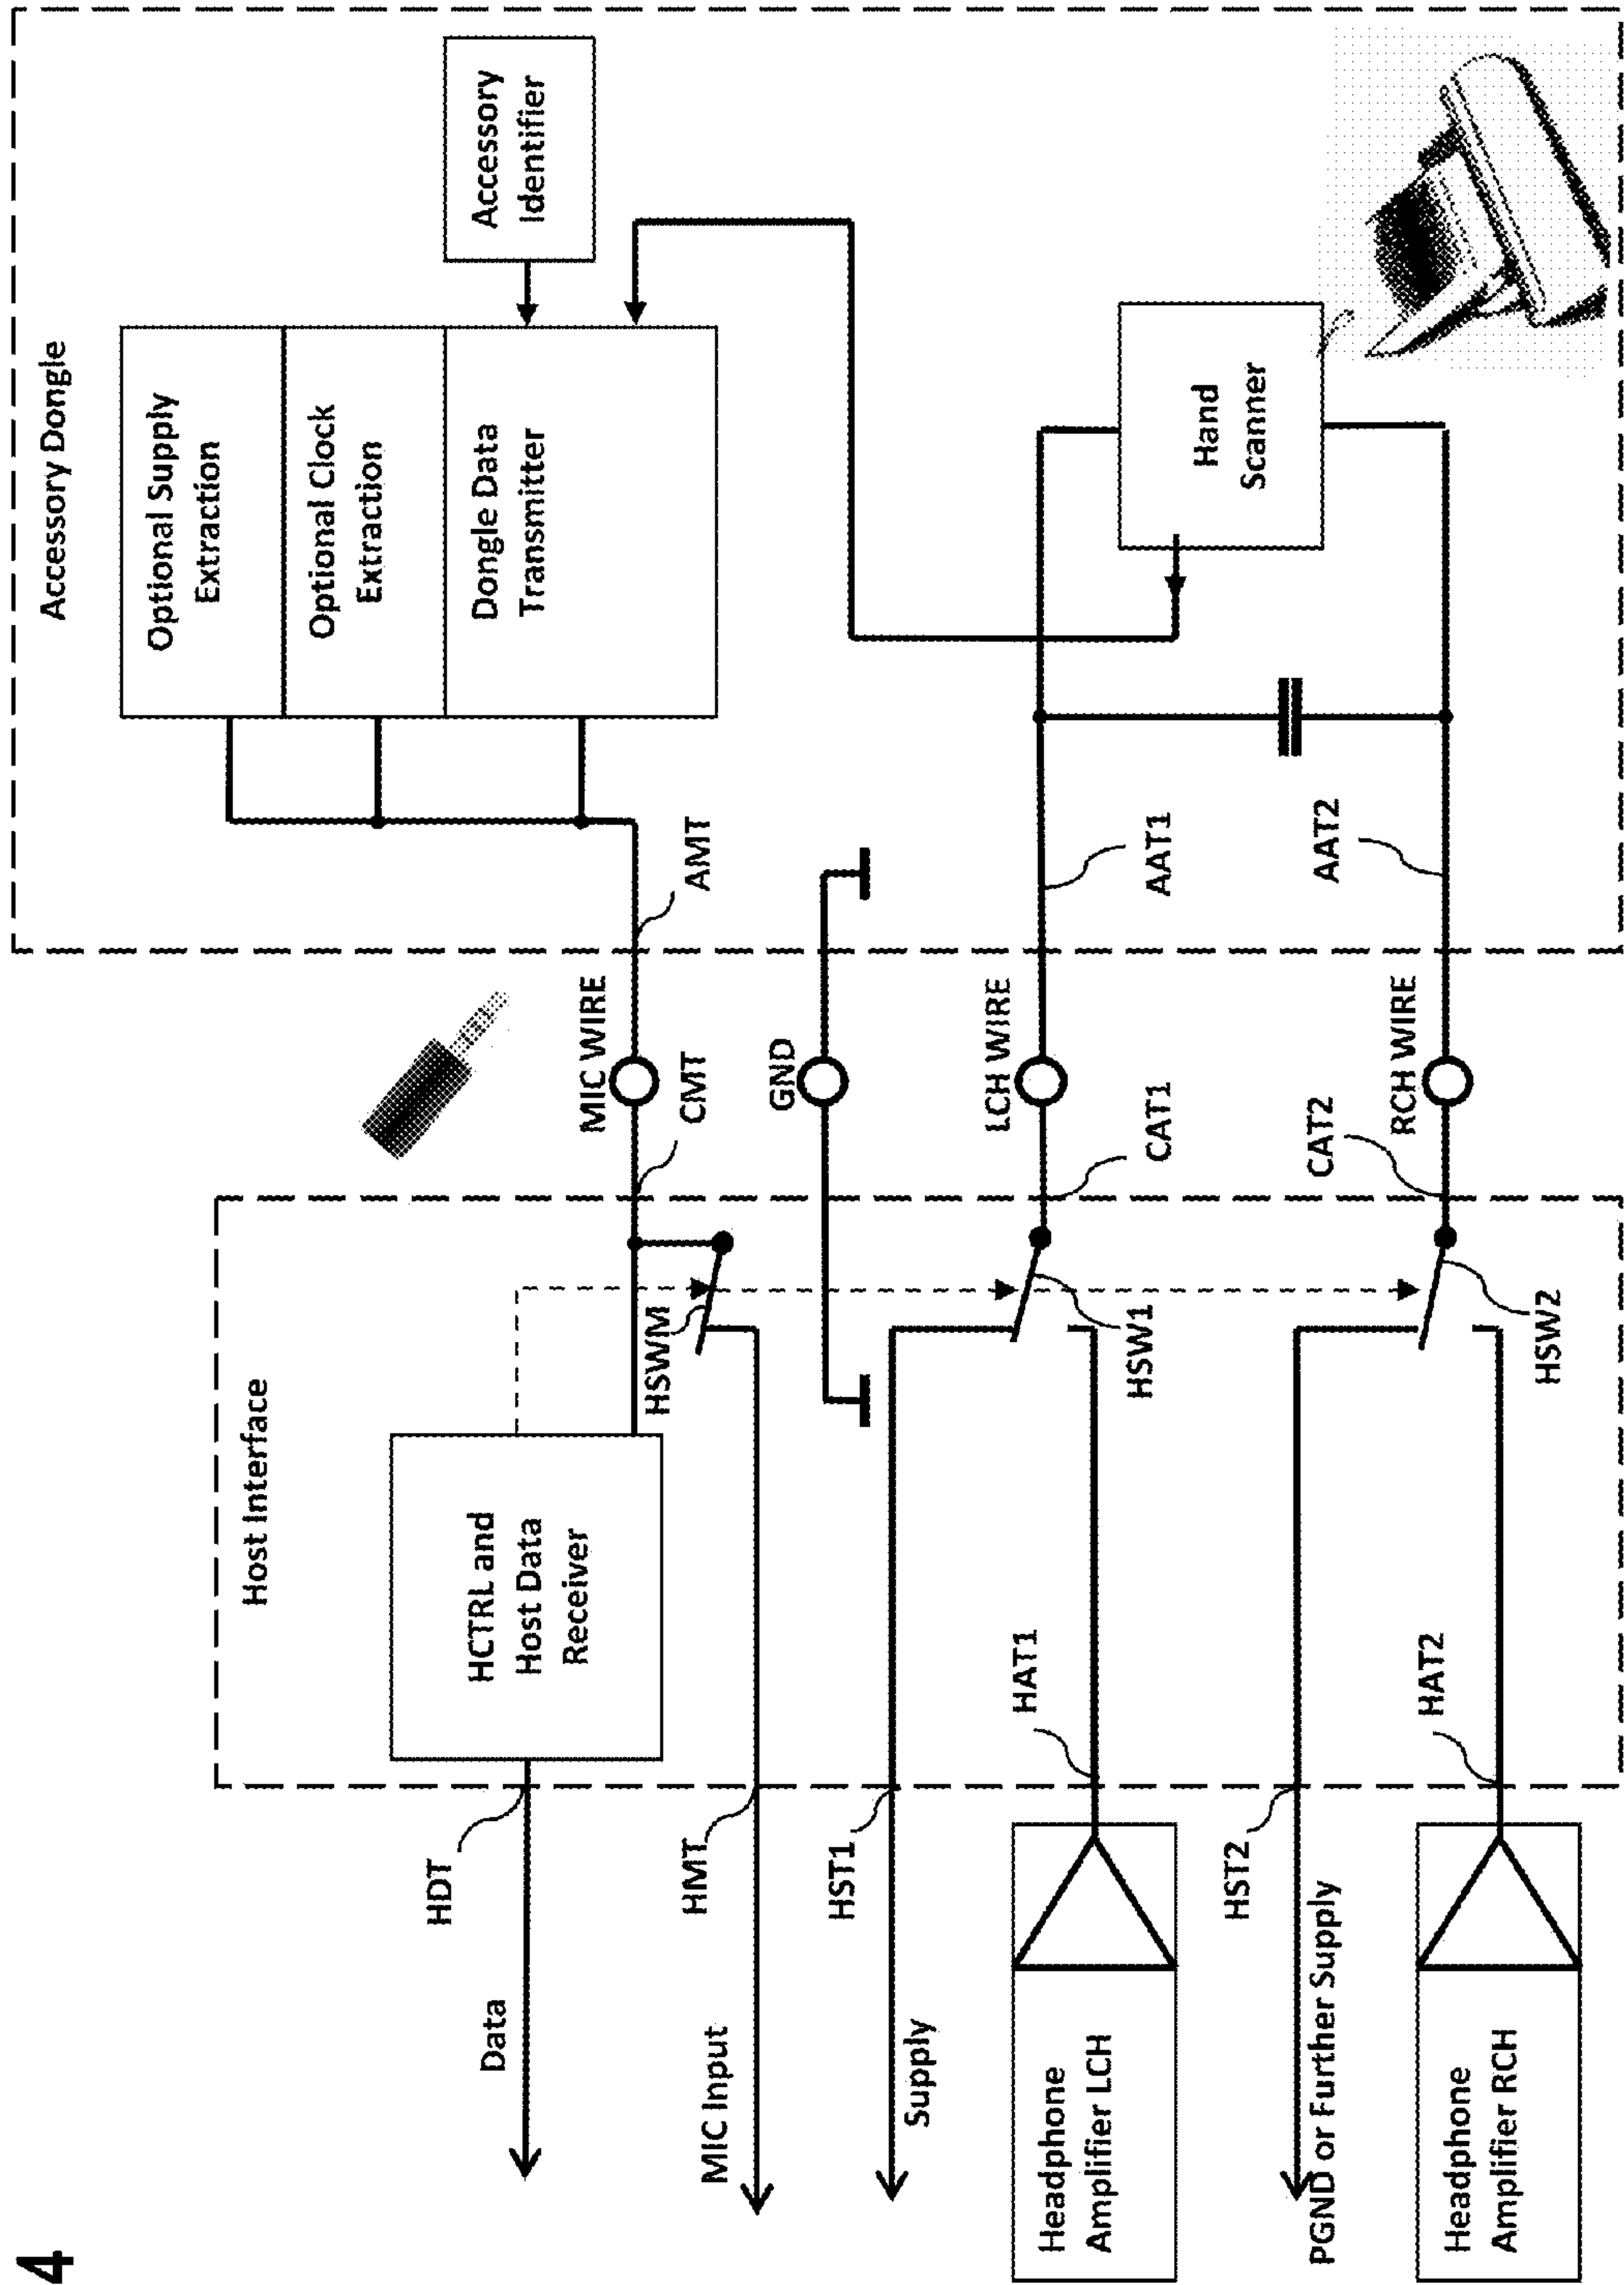 4
Accessory Dongle
Host Interface
Optional Supply
Extraction
Optional Clock
Extraction
Dongle Data
Transmitter
Accessory
Identifier
HCTRL and
Host Data
Receiver
HDT
Data
HSWM
MIC WIRE
CMT
AMT
HMT
MIC Input
GND
HST1
Supply
LCH WIRE
CAT1
AAT1
HSW1
HAT1
Headphone
Amplifier LCH
Hand
Scanner
HST2
PGND or Further Supply
CAT2
AAT2
RCH WIRE
HSW2
HAT2
Headphone
Amplifier RCH